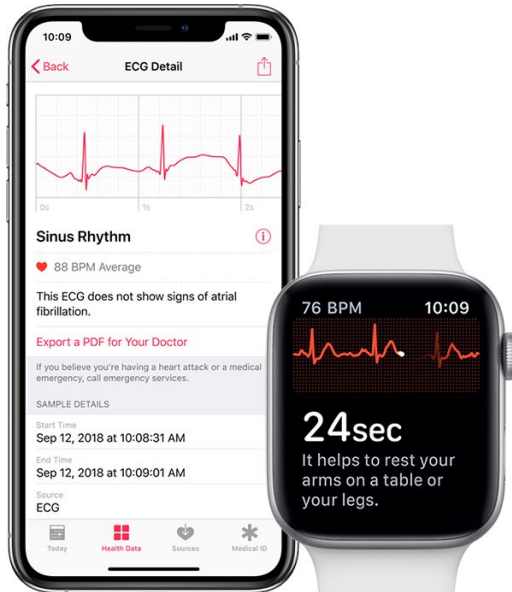 10:09
Back
ECG Detail
0s
1s
2s
Sinus Rhythm
88 BPM Average
This ECG does not show signs of atrial
fibrillation.
Export a PDF for Your Doctor
If you believe you're having a heart attack or a medical
emergency, call emergency services.
SAMPLE DETAILS
Start Time
Sep 12, 2018 at 10:08:31 AM
End Time
Sep 12, 2018 at 10:09:01 AM
Source
ECG
Today
Health Data
Sources
Medical ID
76 BPM
10:09
24sec
It helps to rest your
arms on a table or
your legs.